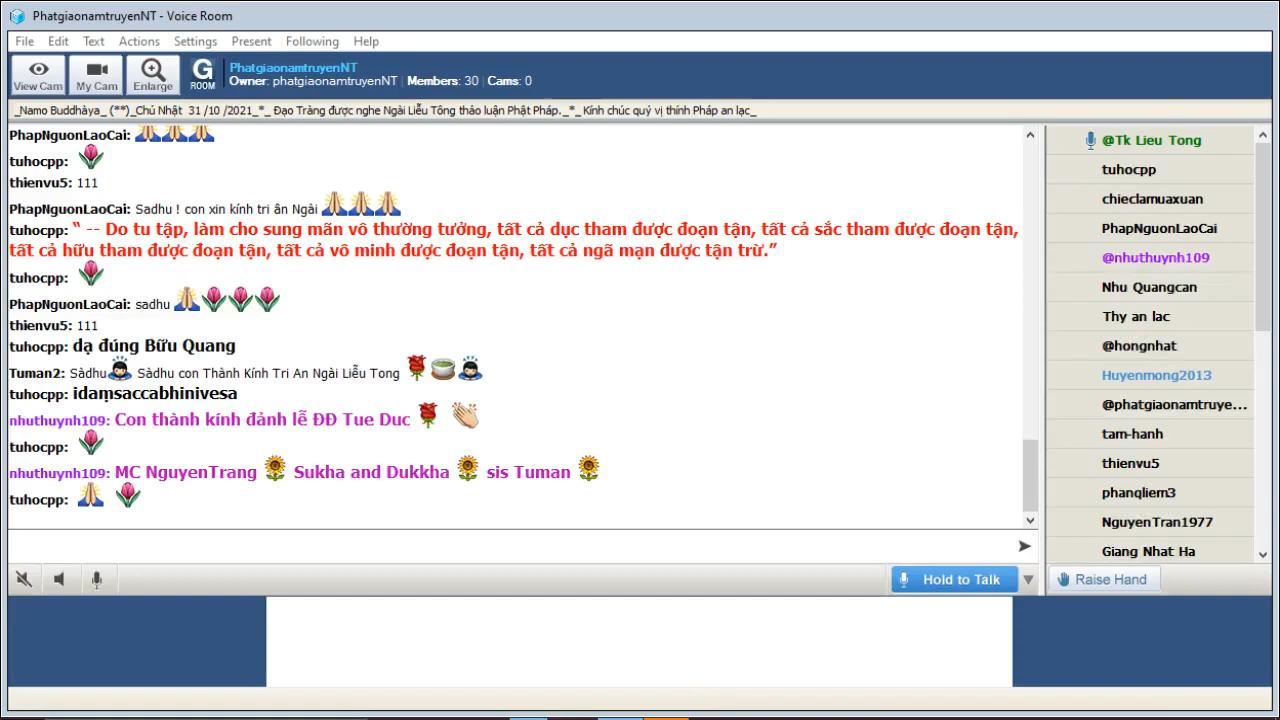 PhatgiaonamtruyenNT - Voice Room
File Edit Text Actions Settings Present Following Help
View Cam
My Cam
Enlarge
G
ROOM
PhatgiaonamtruyenNT
Owner: phatgiaonamtruyenNT | Members: 30 | Cams: 0
_Namo Buddhàya_ (**)_Chủ Nhật 31 /10 /2021_*_ Đạo Tràng được nghe Ngài Liễu Tông thảo luận Phật Pháp._*_Kính chúc quý vị thính Pháp an lạc_
PhapNguonLaoCai:
tuhocpp:
thienvu5: 111
PhapNguonLaoCai: Sadhu ! con xin kính tri ân Ngài
tuhocpp: “ -- Do tu tập, làm cho sung mãn vô thường tưởng, tất cả dục tham được đoạn tận, tất cả sắc tham được đoạn tận,
tất cả hữu tham được đoạn tận, tất cả vô minh được đoạn tận, tất cả ngã mạn được tận trừ.”
tuhocpp:
PhapNguonLaoCai: sadhu
thienvu5: 111
tuhocpp: dạ đúng Bữu Quang
Tuman2: Sàdhu Sàdhu con Thành Kính Tri An Ngài Liễu Tong
tuhocpp: idaṃsaccabhinivesa
nhuthuynh109: Con thành kính đảnh lễ ĐĐ Tue Duc
tuhocpp:
nhuthuynh109: MC NguyenTrang Sukha and Dukkha sis Tuman
tuhocpp:
@Tk Lieu Tong
tuhocpp
chieclamuaxuan
PhapNguonLaoCai
@nhuthuynh109
Nhu Quangcan
Thy an lac
@hongnhat
Huyenmong2013
@phatgiaonamtruye...
tam-hanh
thienvu5
phanqliem3
NguyenTran1977
Giang Nhat Ha
Hold to Talk
Raise Hand